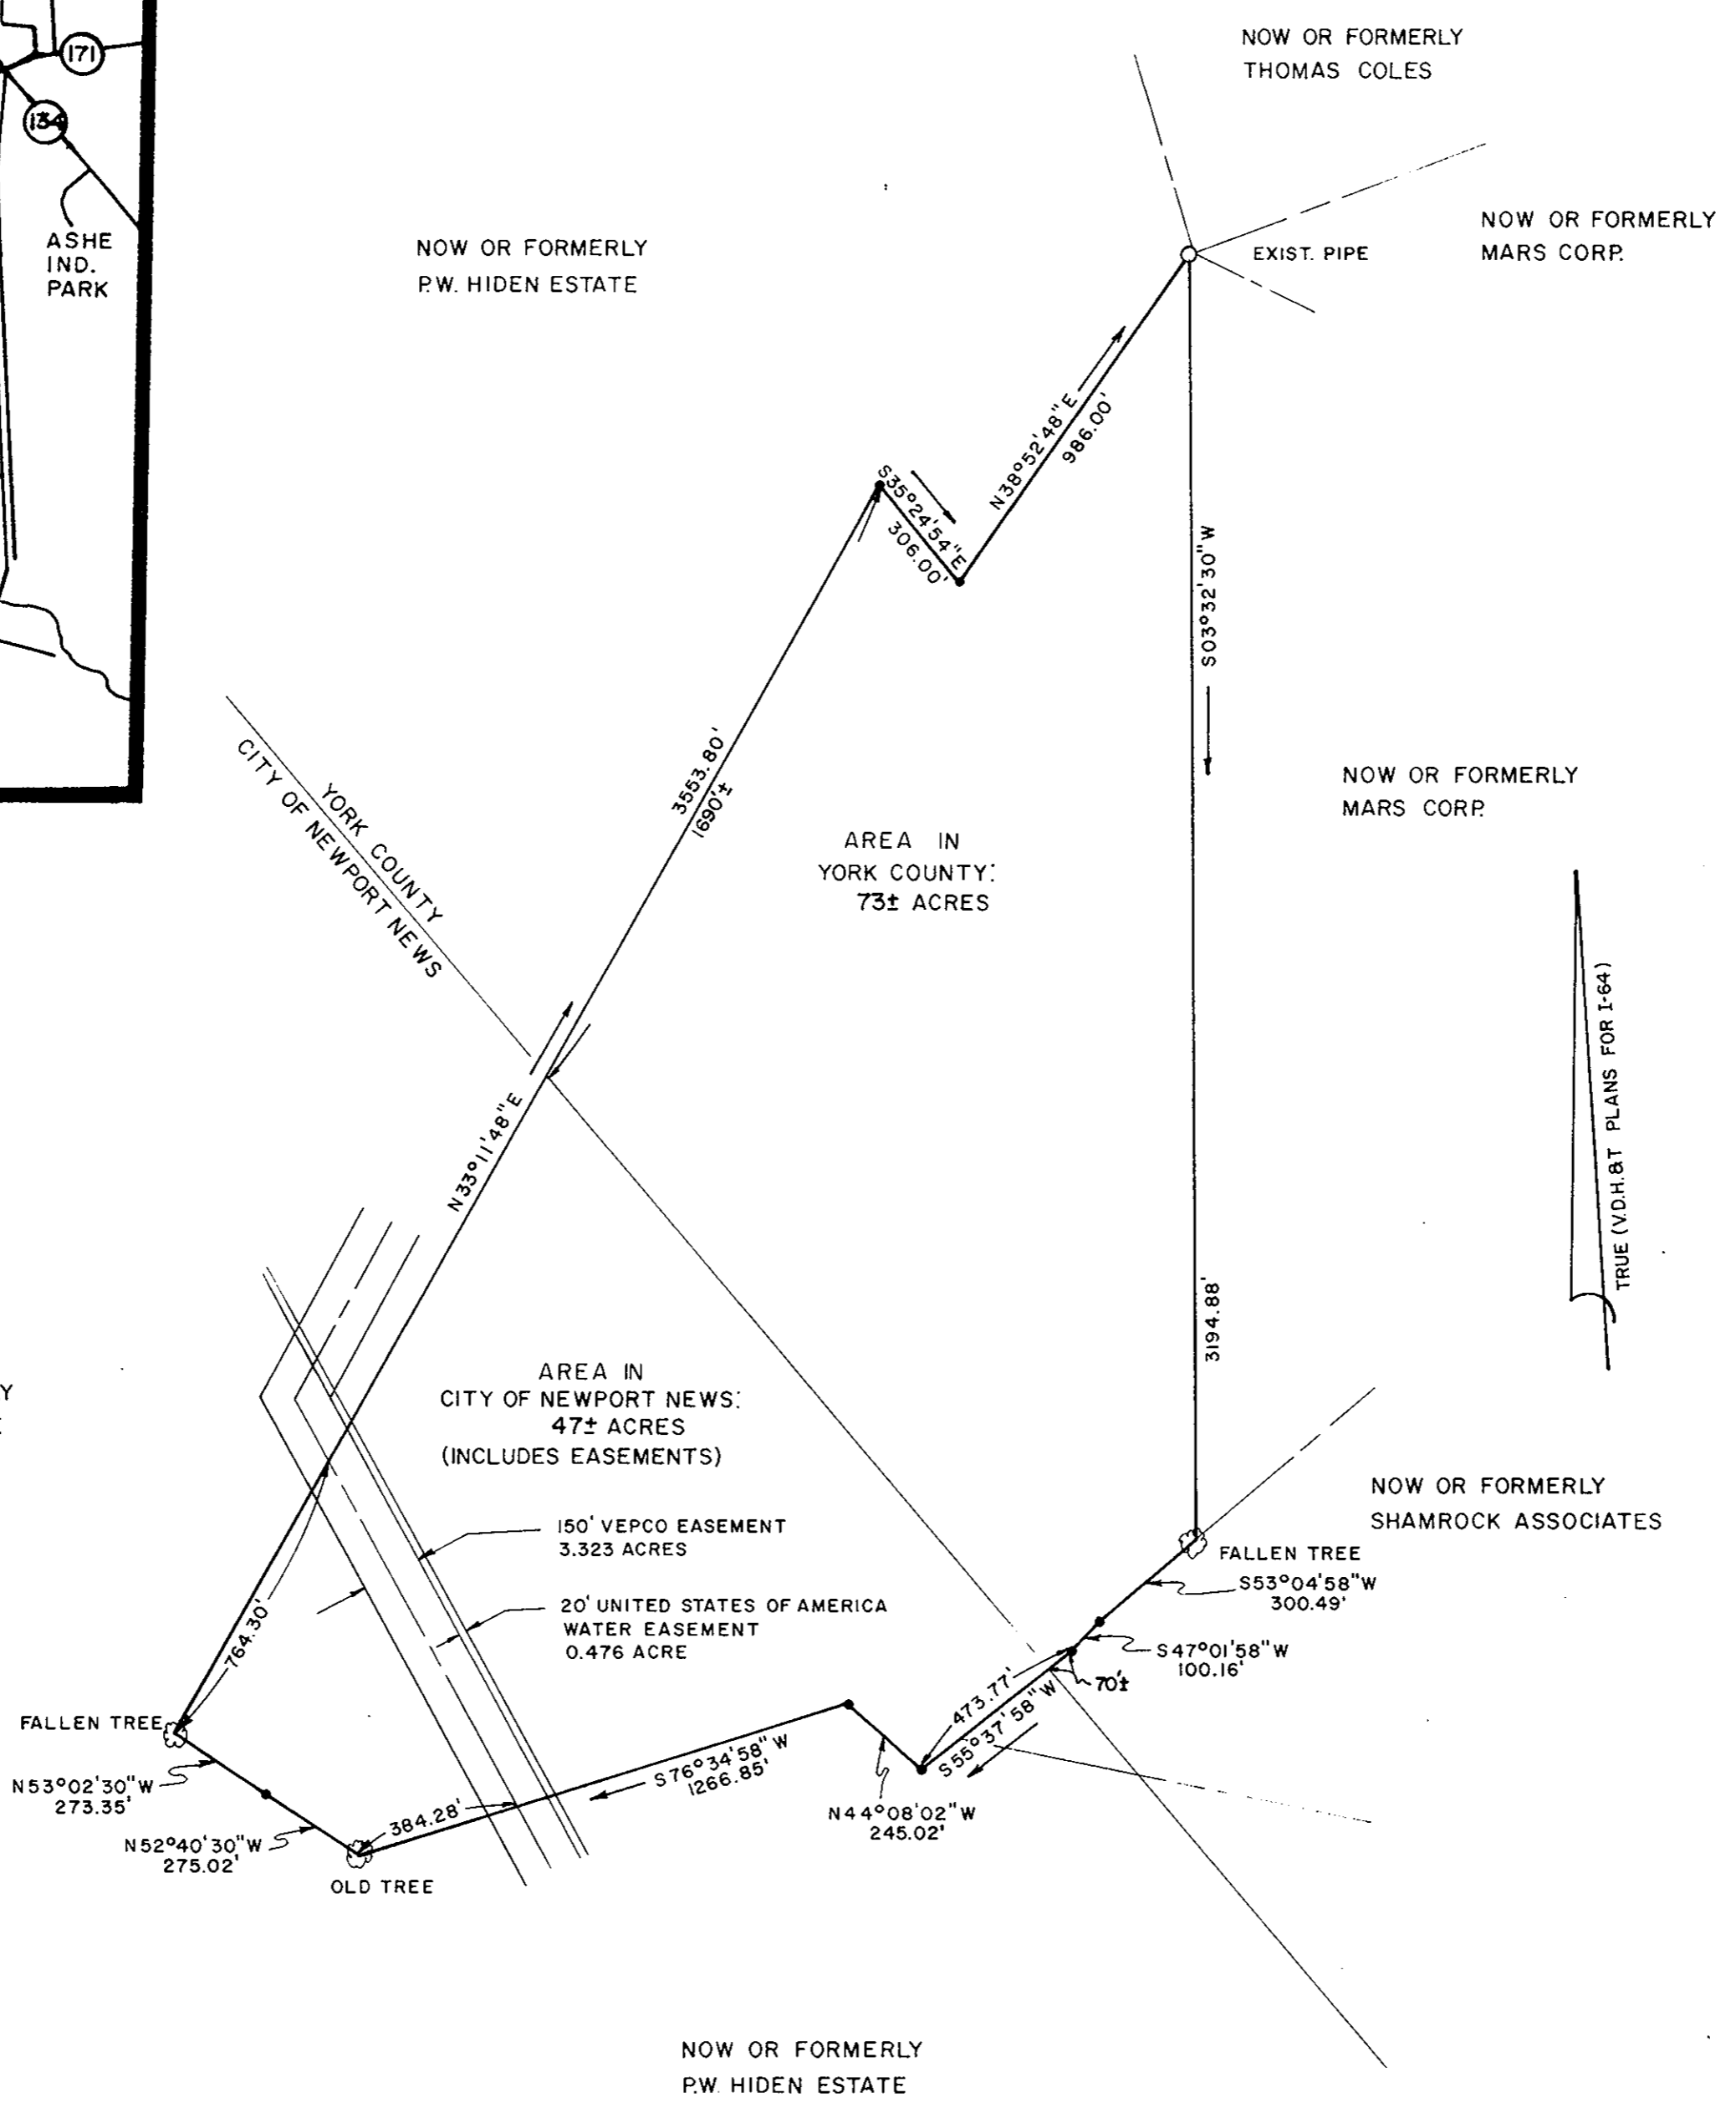 171
134
ASHE
IND.
PARK
NOW OR FORMERLY
THOMAS COLES
NOW OR FORMERLY
P.W. HIDEN ESTATE
EXIST. PIPE
NOW OR FORMERLY
MARS CORP.
N38°52'48"E
986.00'
S35°24'54"E
306.00'
S03°32'30"W
3194.88'
3553.80'
1690'±
N33°11'48"E
YORK COUNTY
CITY OF NEWPORT NEWS
AREA IN
YORK COUNTY:
73± ACRES
NOW OR FORMERLY
MARS CORP.
TRUE (V.D.H.&T PLANS FOR I-64)
Y
AREA IN
CITY OF NEWPORT NEWS:
47± ACRES
(INCLUDES EASEMENTS)
NOW OR FORMERLY
SHAMROCK ASSOCIATES
150' VEPCO EASEMENT
3.323 ACRES
20' UNITED STATES OF AMERICA
WATER EASEMENT
0.476 ACRE
FALLEN TREE
S53°04'58"W
300.49'
S47°01'58"W
100.16'
70'±
473.77'
S55°37'58"W
764.30'
FALLEN TREE
N53°02'30"W
273.35'
N52°40'30"W
275.02'
384.28'
OLD TREE
S76°34'58"W
1266.85'
N44°08'02"W
245.02'
NOW OR FORMERLY
P.W. HIDEN ESTATE